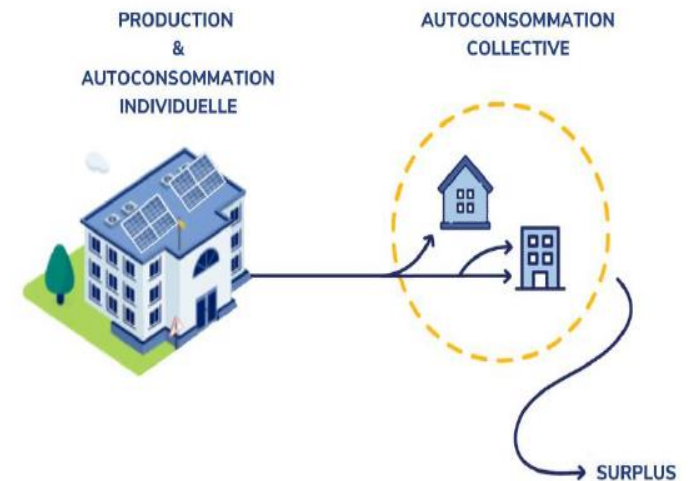 PRODUCTION
&
AUTOCONSOMMATION
INDIVIDUELLE
AUTOCONSOMMATION
COLLECTIVE
SURPLUS